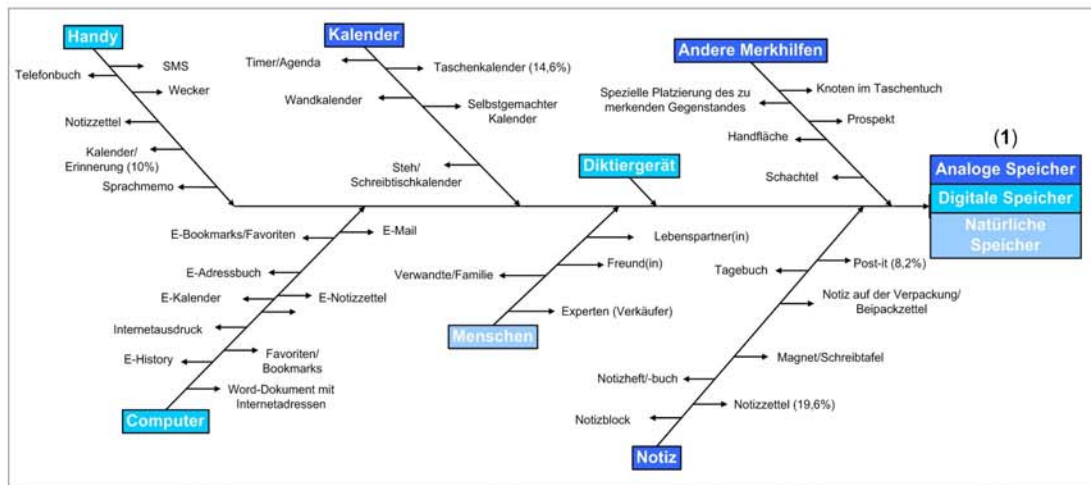 Handy
SMS
Telefonbuch
Wecker
Notizzettel
Kalender/
Erinnerung (10%)
Sprachmemo
Kalender
Timer/Agenda
Taschenkalender (14,6%)
Wandkalender
Selbstgemachter
Kalender
Steh/
Schreibtischkalender
Diktiergerät
Andere Merkhilfen
Knoten im Taschentuch
Spezielle Platzierung des zu
merkenden Gegenstandes
Prospekt
Handfläche
Schachtel
(1)
Analoge Speicher
Digitale Speicher
Natürliche
Speicher
E-Bookmarks/Favoriten
E-Mail
E-Adressbuch
E-Kalender
E-Notizzettel
Internetausdruck
E-History
Favoriten/
Bookmarks
Word-Dokument mit
Internetadressen
Computer
Lebenspartner(in)
Freund(in)
Verwandte/Familie
Experten (Verkäufer)
Menschen
Post-it (8,2%)
Tagebuch
Notiz auf der Verpackung/
Beipackzettel
Magnet/Schreibtafel
Notizheft/-buch
Notizzettel (19,6%)
Notizblock
Notiz